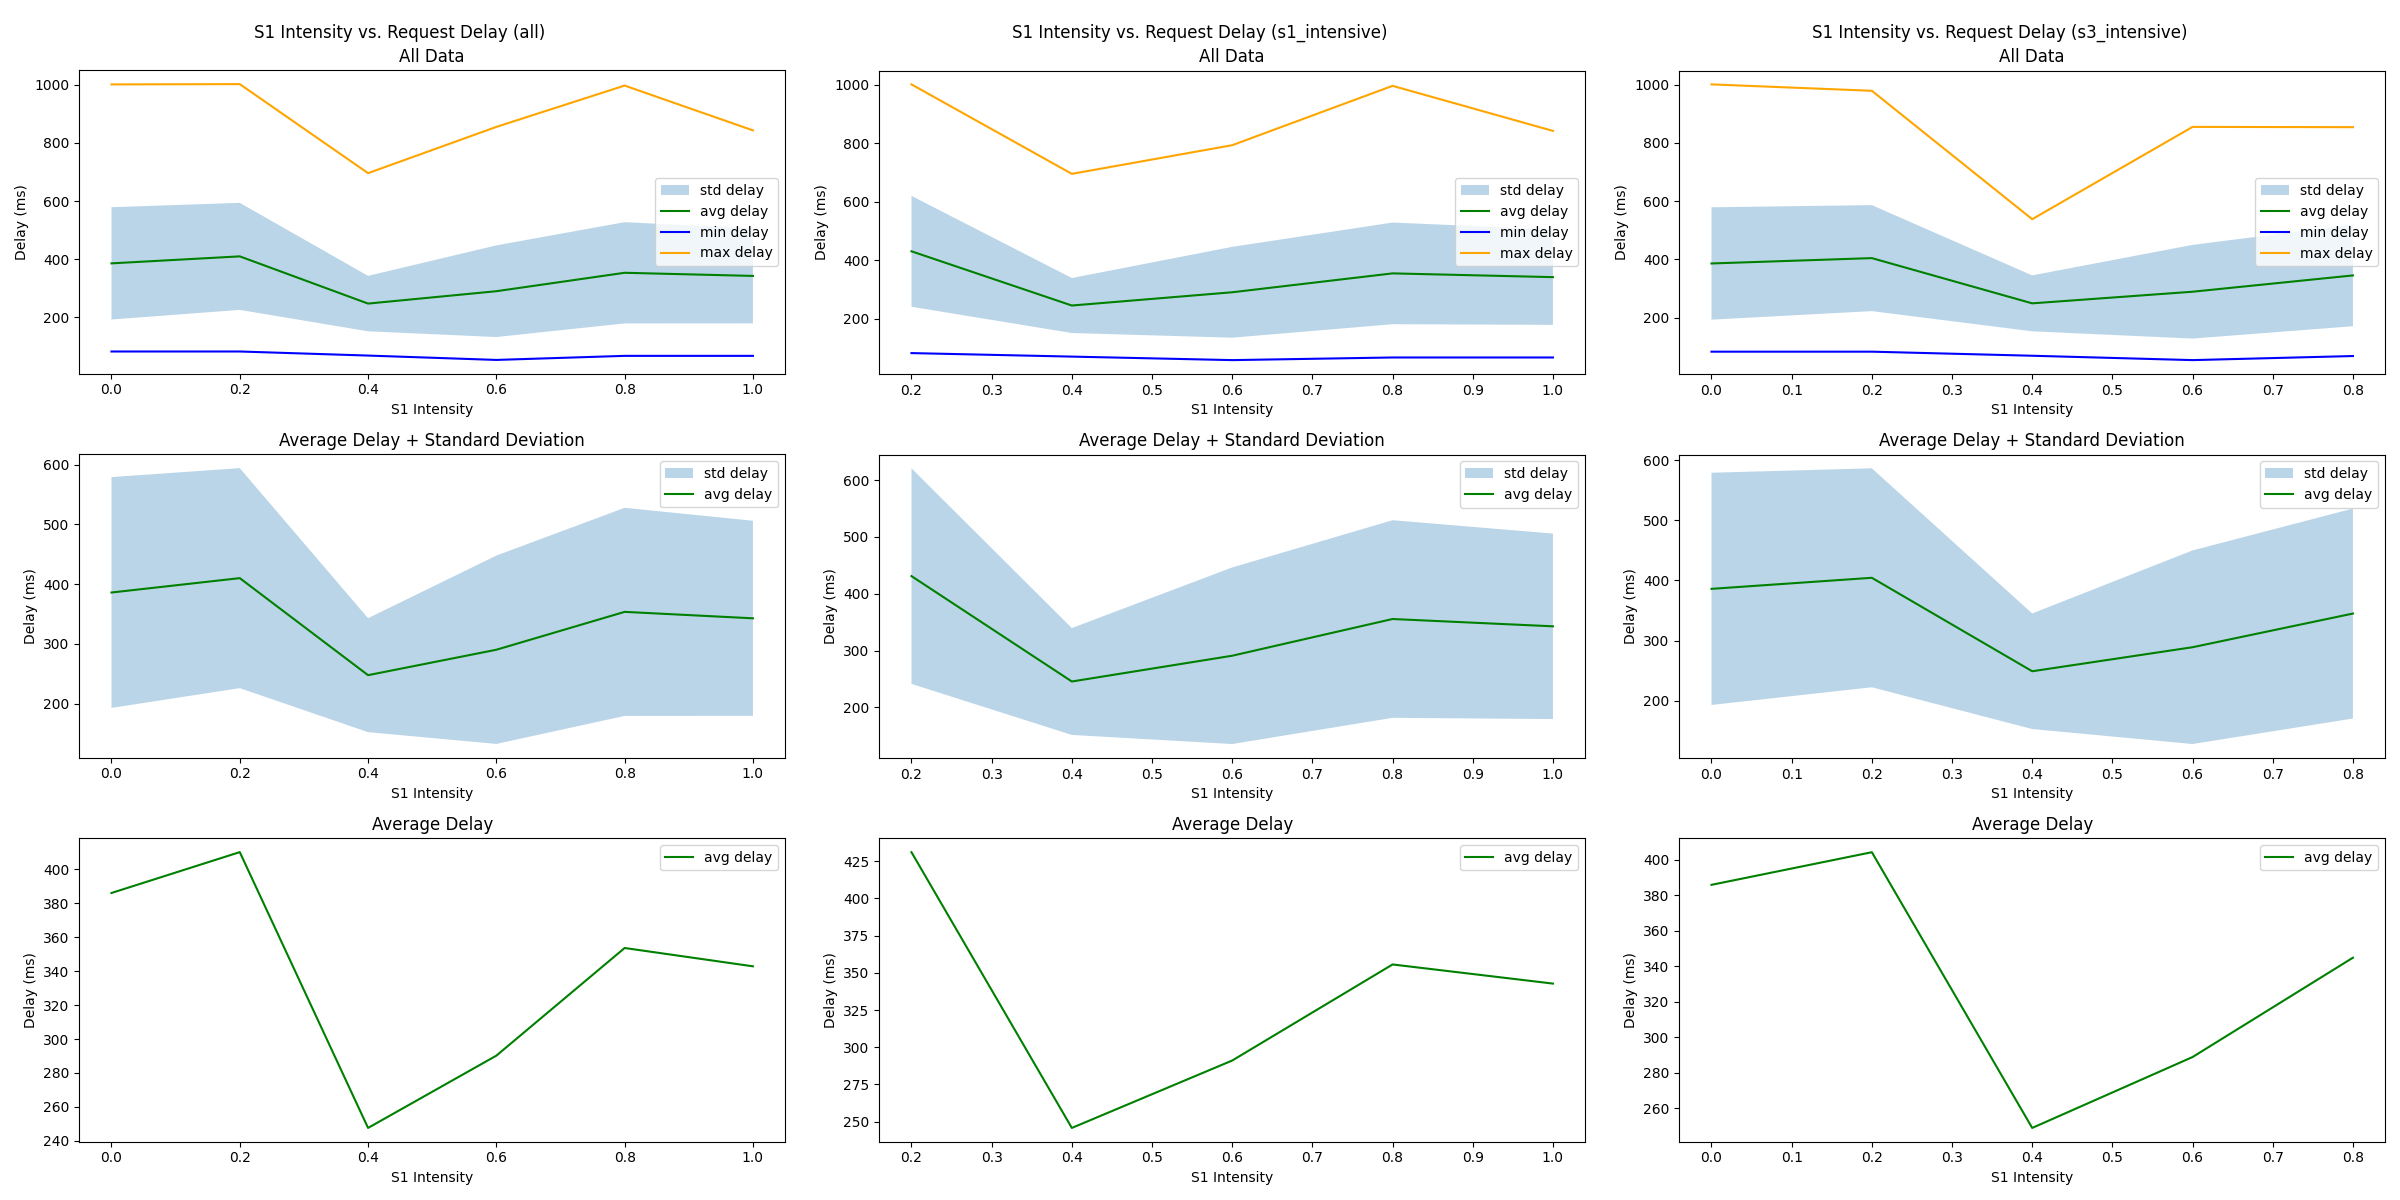 S1 Intensity vs. Request Delay (all)
All Data
1000
800
600
400
200
Delay (ms)
0.0 0.2 0.4 0.6 0.8 1.0
S1 Intensity
std delay
avg delay
min delay
max delay
S1 Intensity vs. Request Delay (s1_intensive)
All Data
1000
800
600
400
200
Delay (ms)
0.2 0.3 0.4 0.5 0.6 0.7 0.8 0.9 1.0
S1 Intensity
std delay
avg delay
min delay
max delay
S1 Intensity vs. Request Delay (s3_intensive)
All Data
1000
800
600
400
200
Delay (ms)
0.0 0.1 0.2 0.3 0.4 0.5 0.6 0.7 0.8
S1 Intensity
std delay
avg delay
min delay
max delay
Average Delay + Standard Deviation
600
500
400
300
200
Delay (ms)
0.0 0.2 0.4 0.6 0.8 1.0
S1 Intensity
std delay
avg delay
Average Delay + Standard Deviation
600
500
400
300
200
Delay (ms)
0.2 0.3 0.4 0.5 0.6 0.7 0.8 0.9 1.0
S1 Intensity
std delay
avg delay
Average Delay + Standard Deviation
600
500
400
300
200
Delay (ms)
0.0 0.1 0.2 0.3 0.4 0.5 0.6 0.7 0.8
S1 Intensity
std delay
avg delay
Average Delay
400
380
360
340
320
300
280
260
240
Delay (ms)
0.0 0.2 0.4 0.6 0.8 1.0
S1 Intensity
avg delay
Average Delay
425
400
375
350
325
300
275
250
Delay (ms)
0.2 0.3 0.4 0.5 0.6 0.7 0.8 0.9 1.0
S1 Intensity
avg delay
Average Delay
400
380
360
340
320
300
280
260
Delay (ms)
0.0 0.1 0.2 0.3 0.4 0.5 0.6 0.7 0.8
S1 Intensity
avg delay